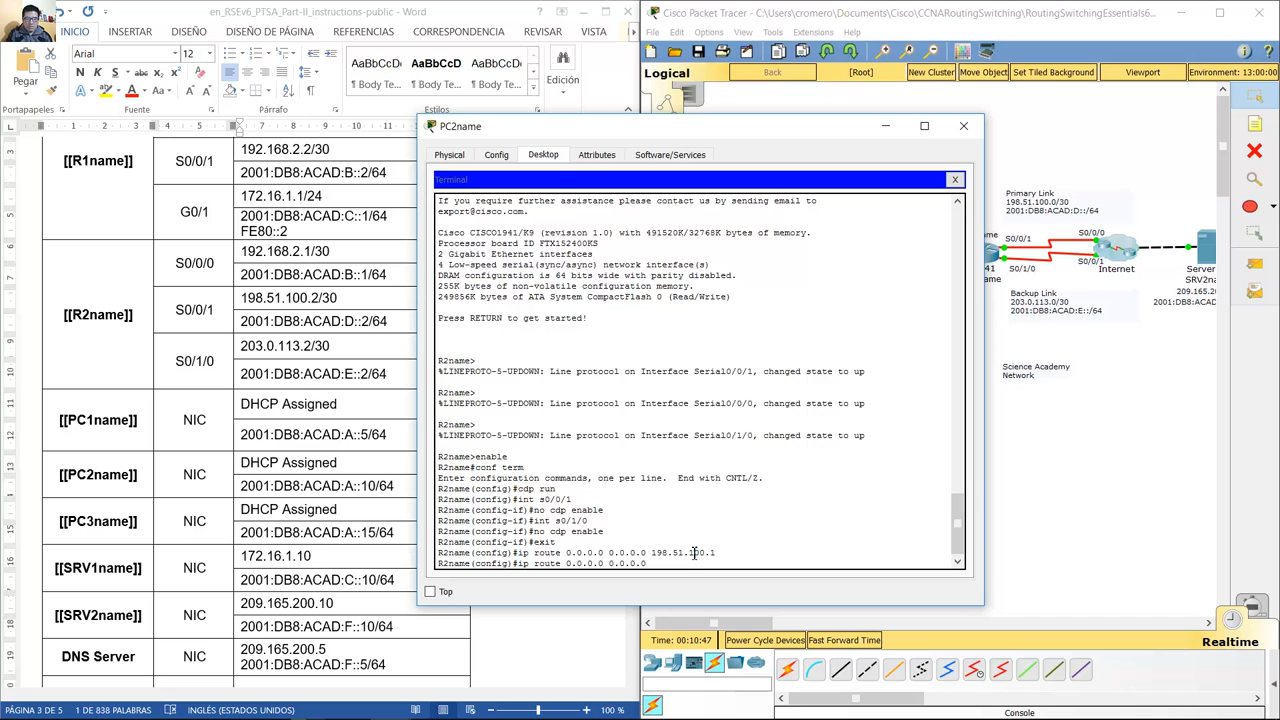 en_RSEv6_PTSA_Part-II_instructions-public - Word
INICIO INSERTAR DISEÑO DISEÑO DE PÁGINA REFERENCIAS CORRESPONDENCIA REVISAR VISTA
Arial 12
Pegar
AaBbCcD AaBbCcD AaBbCcD
¶ Body Te... ¶ Body Te... ¶ Body Te...
Edición
Portapapeles Fuente Párrafo Estilos
[[R1name]] S0/0/1 192.168.2.2/30
2001:DB8:ACAD:B::2/64
G0/1 172.16.1.1/24
2001:DB8:ACAD:C::1/64
FE80::2
[[R2name]] S0/0/0 192.168.2.1/30
2001:DB8:ACAD:B::1/64
S0/0/1 198.51.100.2/30
2001:DB8:ACAD:D::2/64
S0/1/0 203.0.113.2/30
2001:DB8:ACAD:E::2/64
[[PC1name]] NIC DHCP Assigned
2001:DB8:ACAD:A::5/64
[[PC2name]] NIC DHCP Assigned
2001:DB8:ACAD:A::10/64
[[PC3name]] NIC DHCP Assigned
2001:DB8:ACAD:A::15/64
[[SRV1name]] NIC 172.16.1.10
2001:DB8:ACAD:C::10/64
[[SRV2name]] NIC 209.165.200.10
2001:DB8:ACAD:F::10/64
DNS Server NIC 209.165.200.5
2001:DB8:ACAD:F::5/64
PÁGINA 3 DE 5 1 DE 838 PALABRAS INGLÉS (ESTADOS UNIDOS) 100 %
Cisco Packet Tracer - C:\Users\cromero\Documents\Cisco\CCNARoutingSwitching\RoutingSwitchingEssentials6...
File Edit Options View Tools Extensions Help
Logical Back [Root] New Cluster Move Object Set Tiled Background Viewport Environment: 13:00:00
Primary Link
198.51.100.0/30
2001:DB8:ACAD:D::/64
S0/0/1 S0/0/0
S0/1/0 S0/0/1
41
Internet
Server
SRV2na
209.165.20
Backup Link
203.0.113.0/30
2001:DB8:ACAD:E::/64
Science Academy
Network
PC2name
Physical Config Desktop Attributes Software/Services
Terminal X
If you require further assistance please contact us by sending email to
export@cisco.com.
Cisco CISCO1941/K9 (revision 1.0) with 491520K/32768K bytes of memory.
Processor board ID FTX152400KS
2 Gigabit Ethernet interfaces
4 Low-speed serial(sync/async) network interface(s)
DRAM configuration is 64 bits wide with parity disabled.
255K bytes of non-volatile configuration memory.
249856K bytes of ATA System CompactFlash 0 (Read/Write)
Press RETURN to get started!
R2name>
%LINEPROTO-5-UPDOWN: Line protocol on Interface Serial0/0/1, changed state to up
R2name>
%LINEPROTO-5-UPDOWN: Line protocol on Interface Serial0/0/0, changed state to up
R2name>
%LINEPROTO-5-UPDOWN: Line protocol on Interface Serial0/1/0, changed state to up
R2name>enable
R2name#conf term
Enter configuration commands, one per line.  End with CNTL/Z.
R2name(config)#cdp run
R2name(config)#int s0/0/1
R2name(config-if)#no cdp enable
R2name(config-if)#int s0/1/0
R2name(config-if)#no cdp enable
R2name(config-if)#exit
R2name(config)#ip route 0.0.0.0 0.0.0.0 198.51.100.1
R2name(config)#ip route 0.0.0.0 0.0.0.0
Top
Time: 00:10:47 Power Cycle Devices Fast Forward Time Realtime
Console